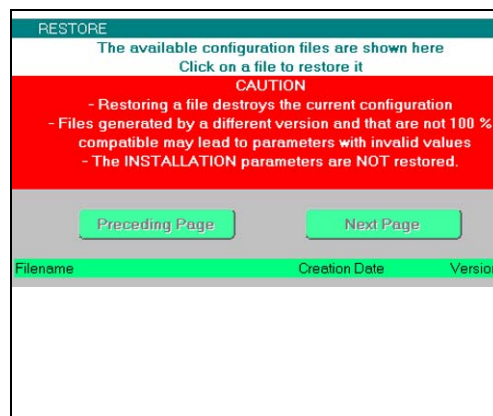 RESTORE
The available configuration files are shown here
Click on a file to restore it
CAUTION
- Restoring a file destroys the current configuration
- Files generated by a different version and that are not 100 %
compatible may lead to parameters with invalid values
- The INSTALLATION parameters are NOT restored.
Preceding Page Next Page
Filename Creation Date Version